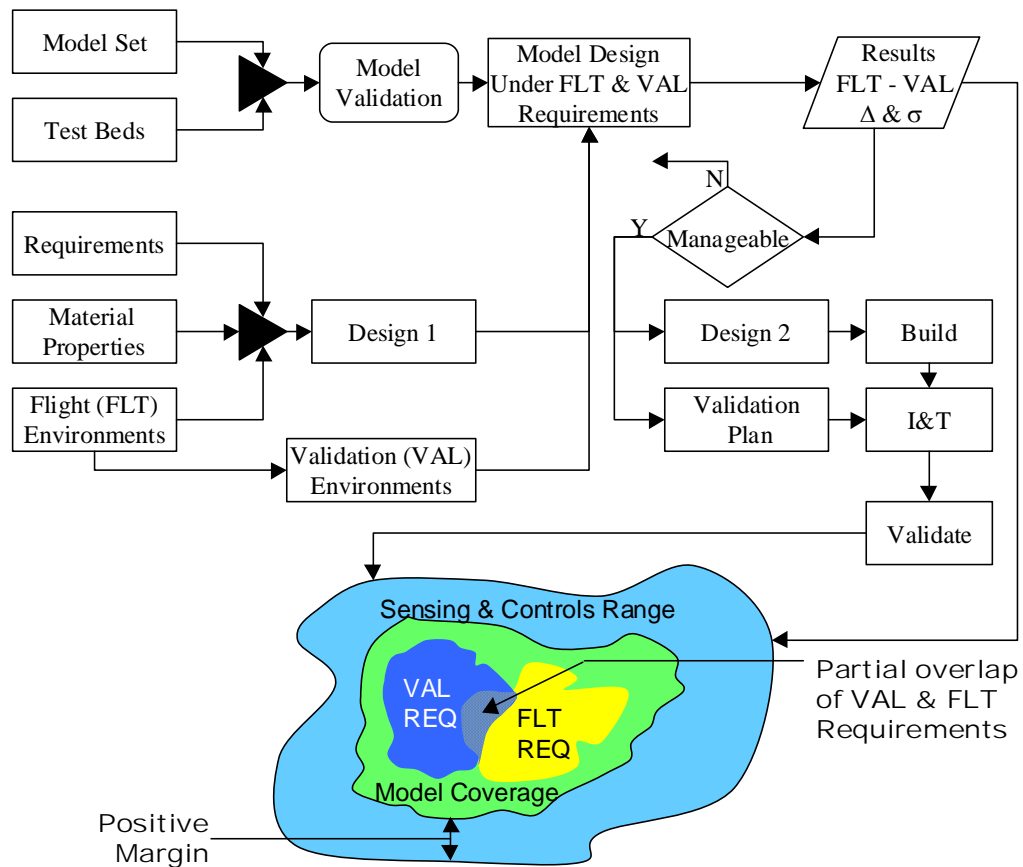 Model Set
Test Beds
Model
Validation
Model Design
Under FLT & VAL
Requirements
Results
FLT - VAL
Δ & σ
N
Y
Manageable
Requirements
Material
Properties
Flight (FLT)
Environments
Design 1
Validation (VAL)
Environments
Design 2
Build
Validation
Plan
I&T
Validate
Sensing & Controls Range
VAL
REQ
FLT
REQ
Model Coverage
Partial overlap
of VAL & FLT
Requirements
Positive
Margin